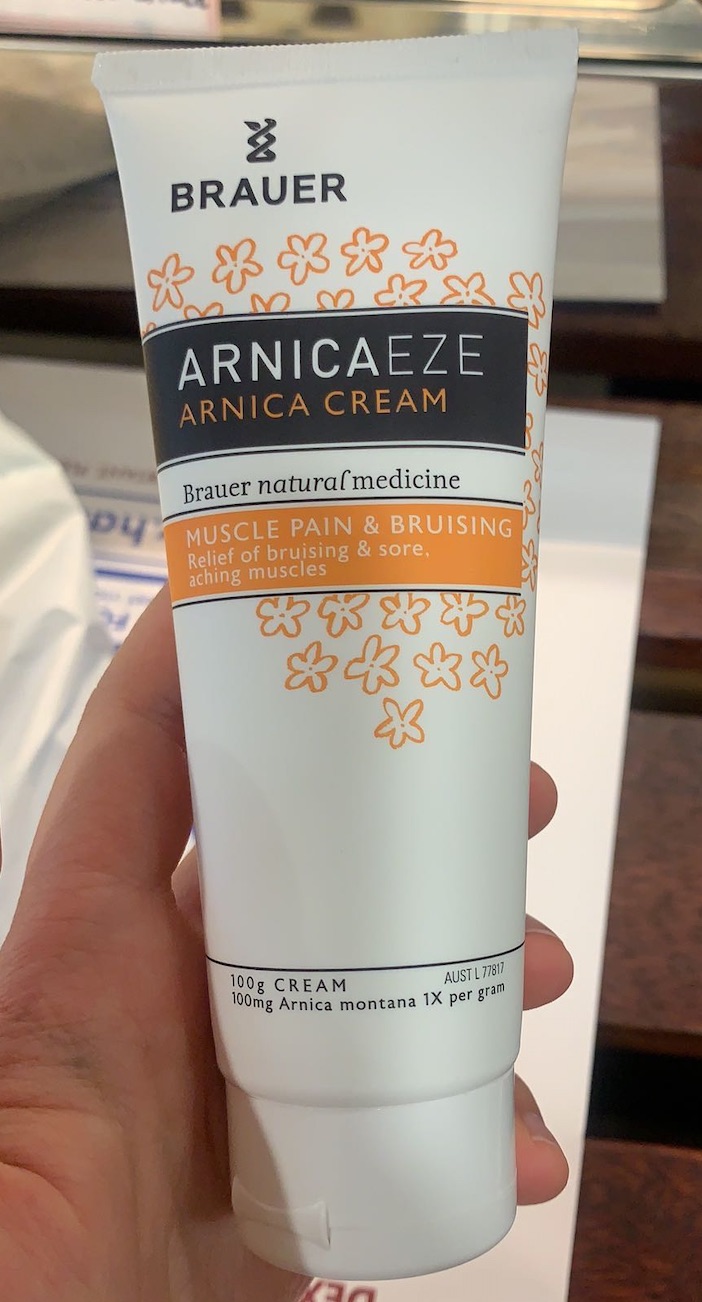 BRAUER
ARNICAEZE
ARNICA CREAM
Brauer natural medicine
MUSCLE PAIN & BRUISING
Relief of bruising & sore,
aching muscles
100g CREAM
AUST L 77817
100mg Arnica montana 1X per gram